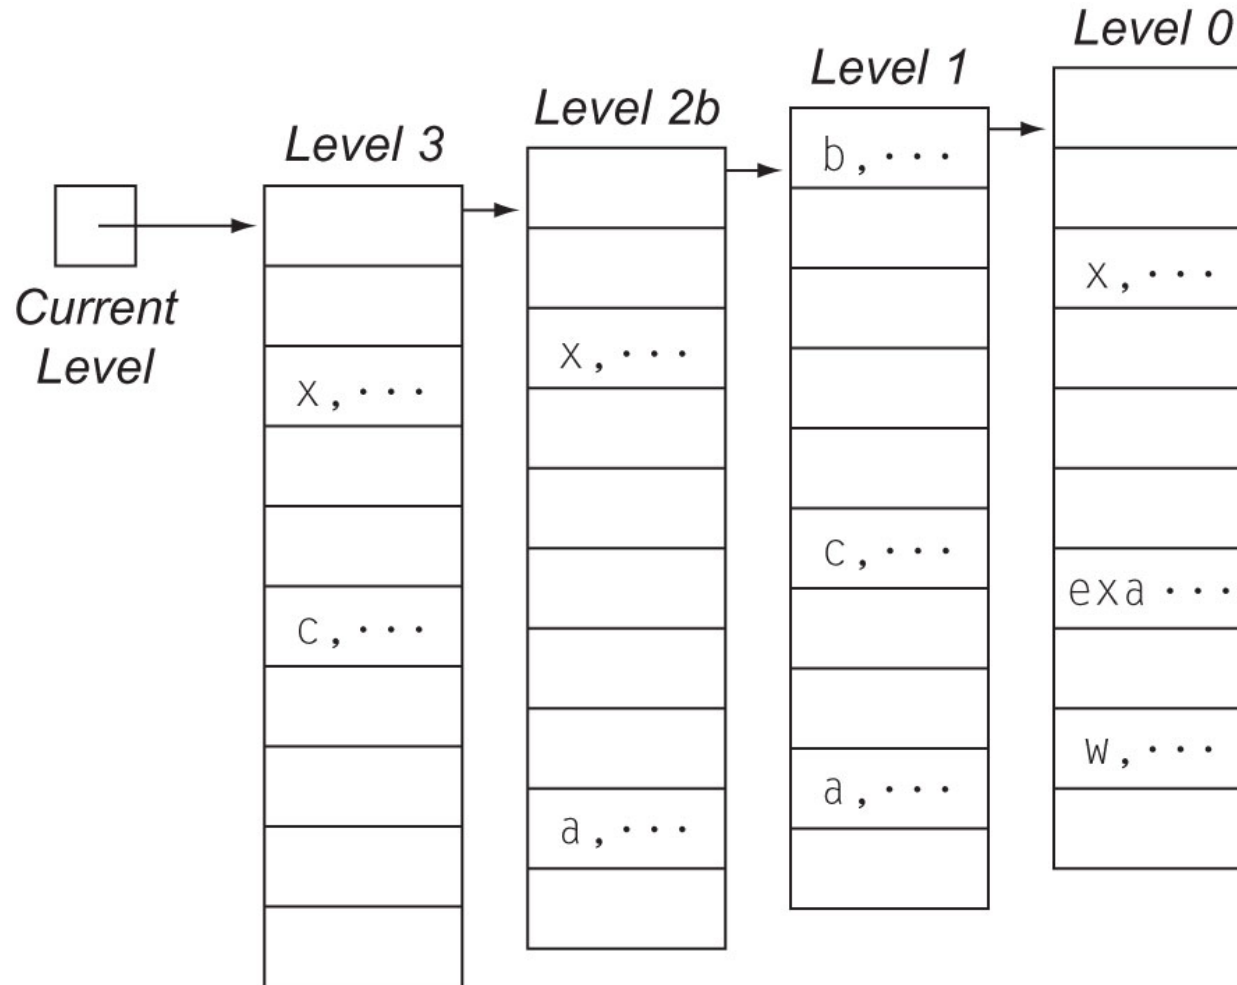 Level 0
Level 1
Level 2b
Level 3
Current
Level
x, ···
c, ···
x, ···
a, ···
b, ···
c, ···
a, ···
x, ···
exa ···
w, ···